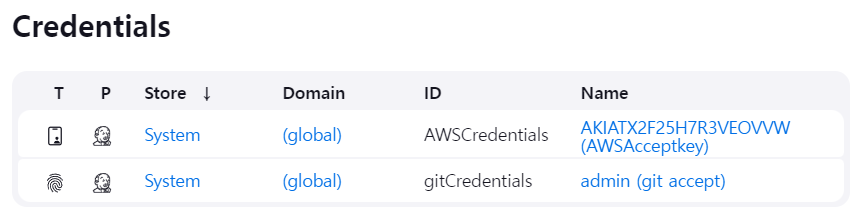 Credentials
T P Store ↓ Domain ID Name
System (global) AWSCredentials AKIATX2F25H7R3VEOVVW
(AWSAcceptkey)
System (global) gitCredentials admin (git accept)